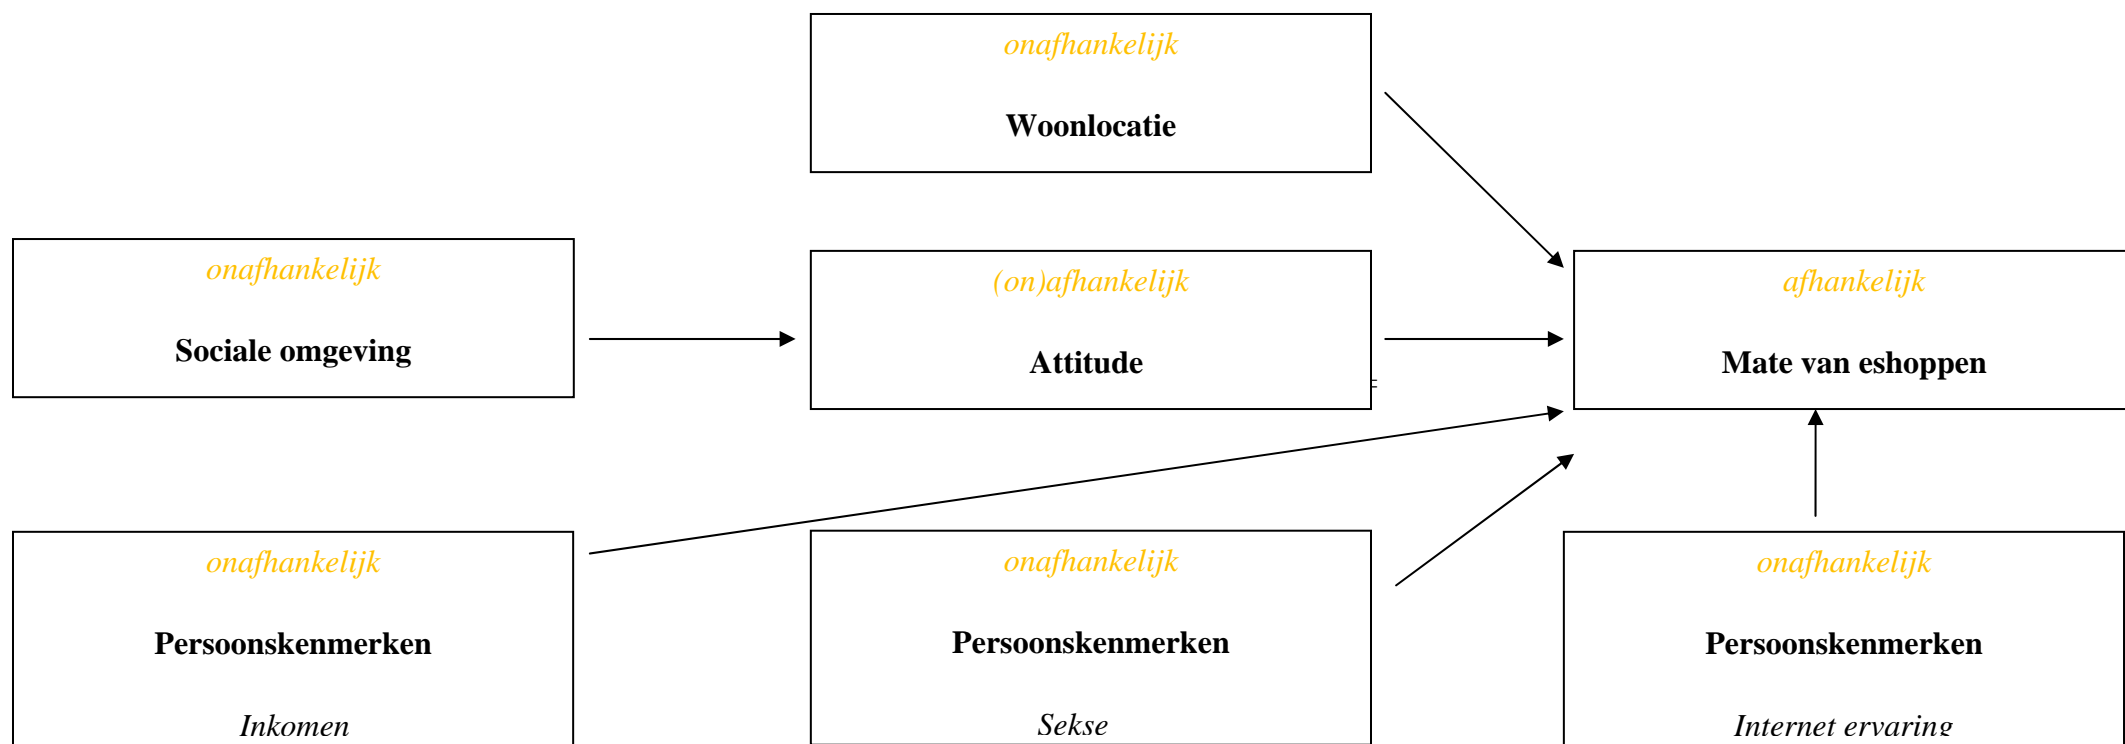 onafhankelijk
Woonlocatie
onafhankelijk
Sociale omgeving
(on)afhankelijk
Attitude
afhankelijk
Mate van eshoppen
onafhankelijk
Persoonskenmerken
Inkomen
onafhankelijk
Persoonskenmerken
Sekse
onafhankelijk
Persoonskenmerken
Internet ervaring